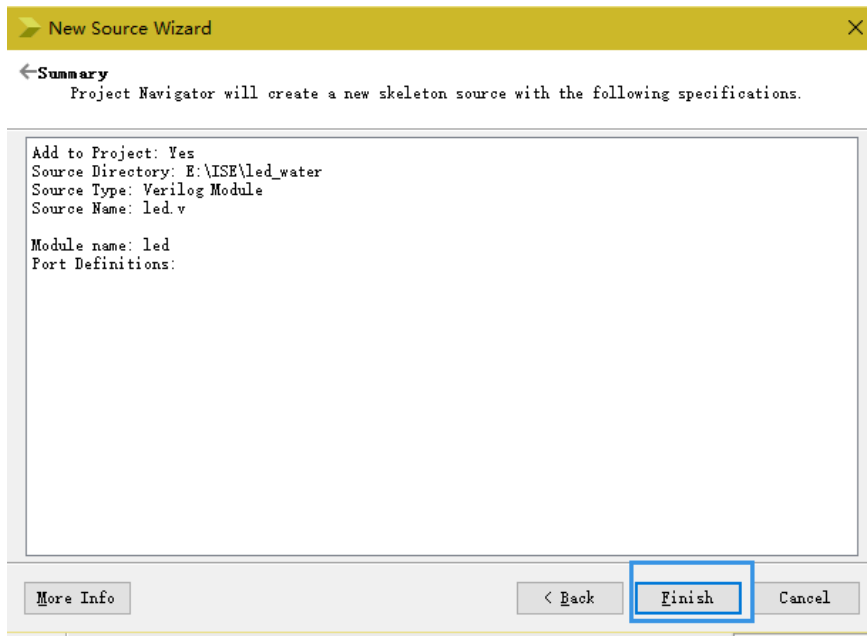 New Source Wizard
Summary
Project Navigator will create a new skeleton source with the following specifications.
Add to Project: Yes
Source Directory: E:\ISE\led_water
Source Type: Verilog Module
Source Name: led.v
Module name: led
Port Definitions:
More Info
< Back
Finish
Cancel